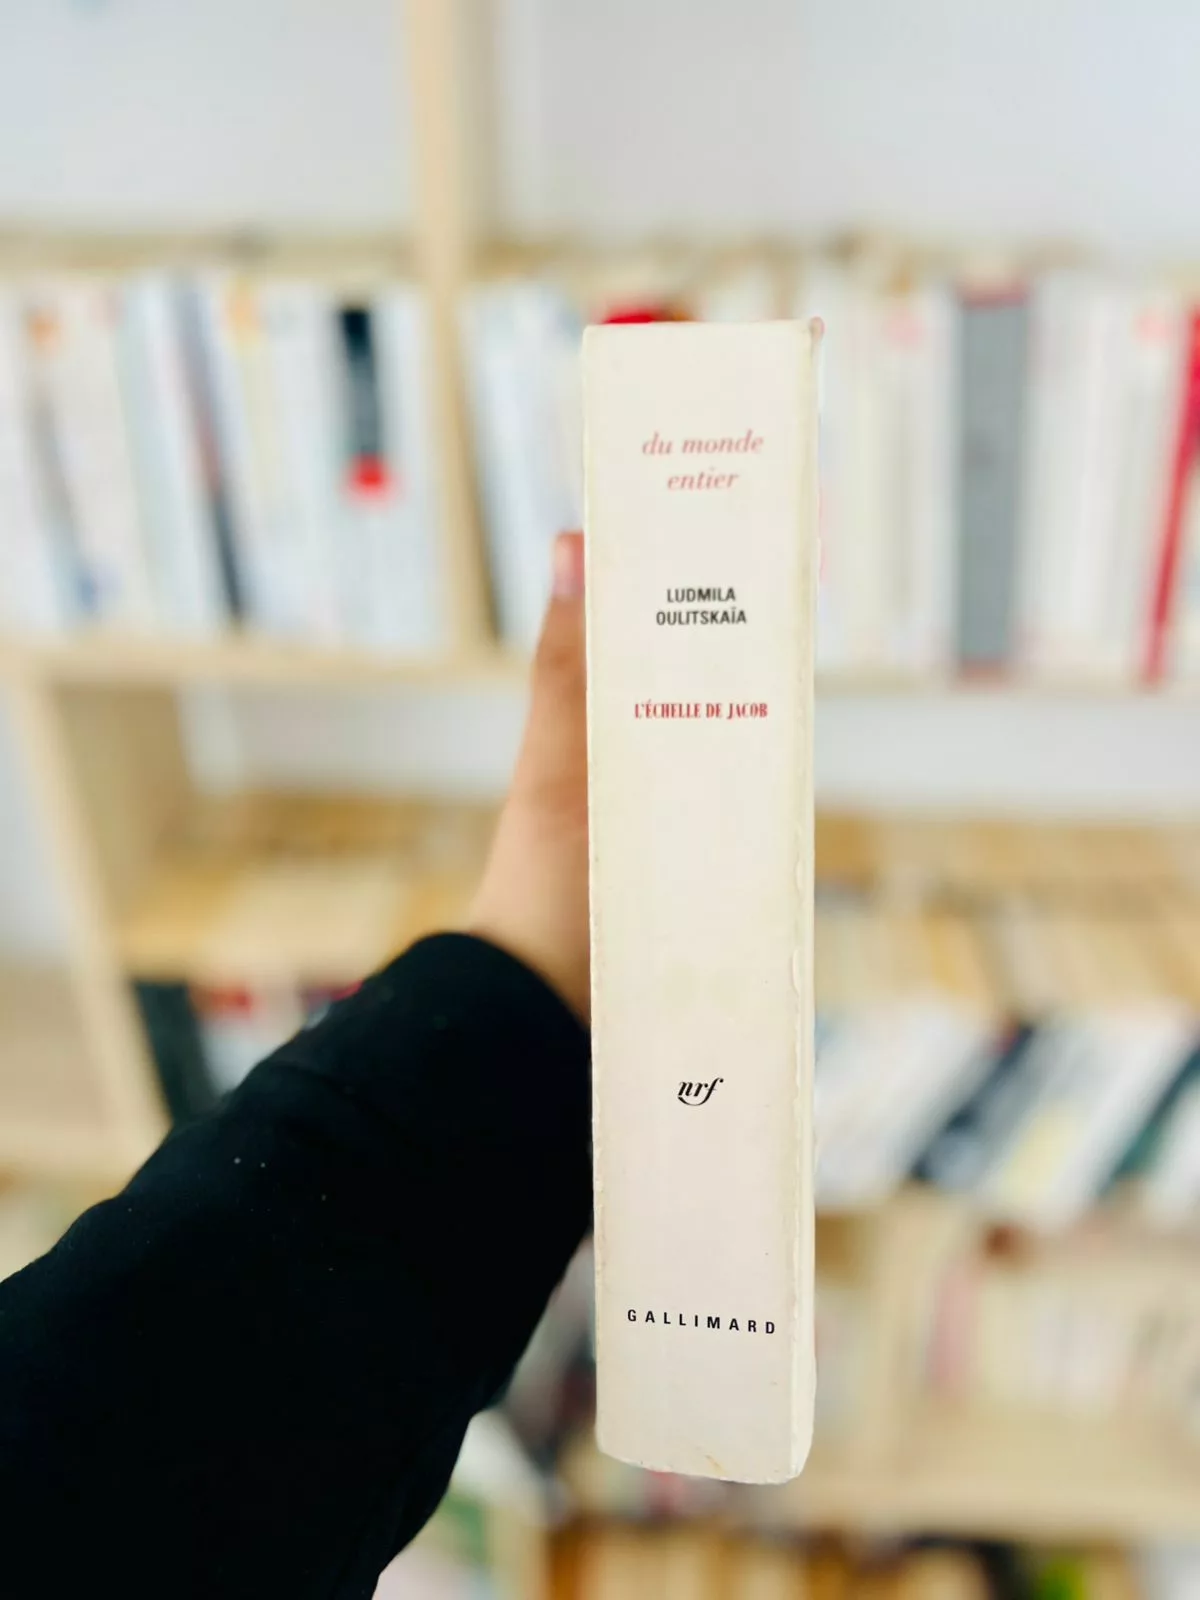 du monde
entier
LUDMILA
OULITSKAÏA
L'ÉCHELLE DE JACOB
nrf
GALLIMARD